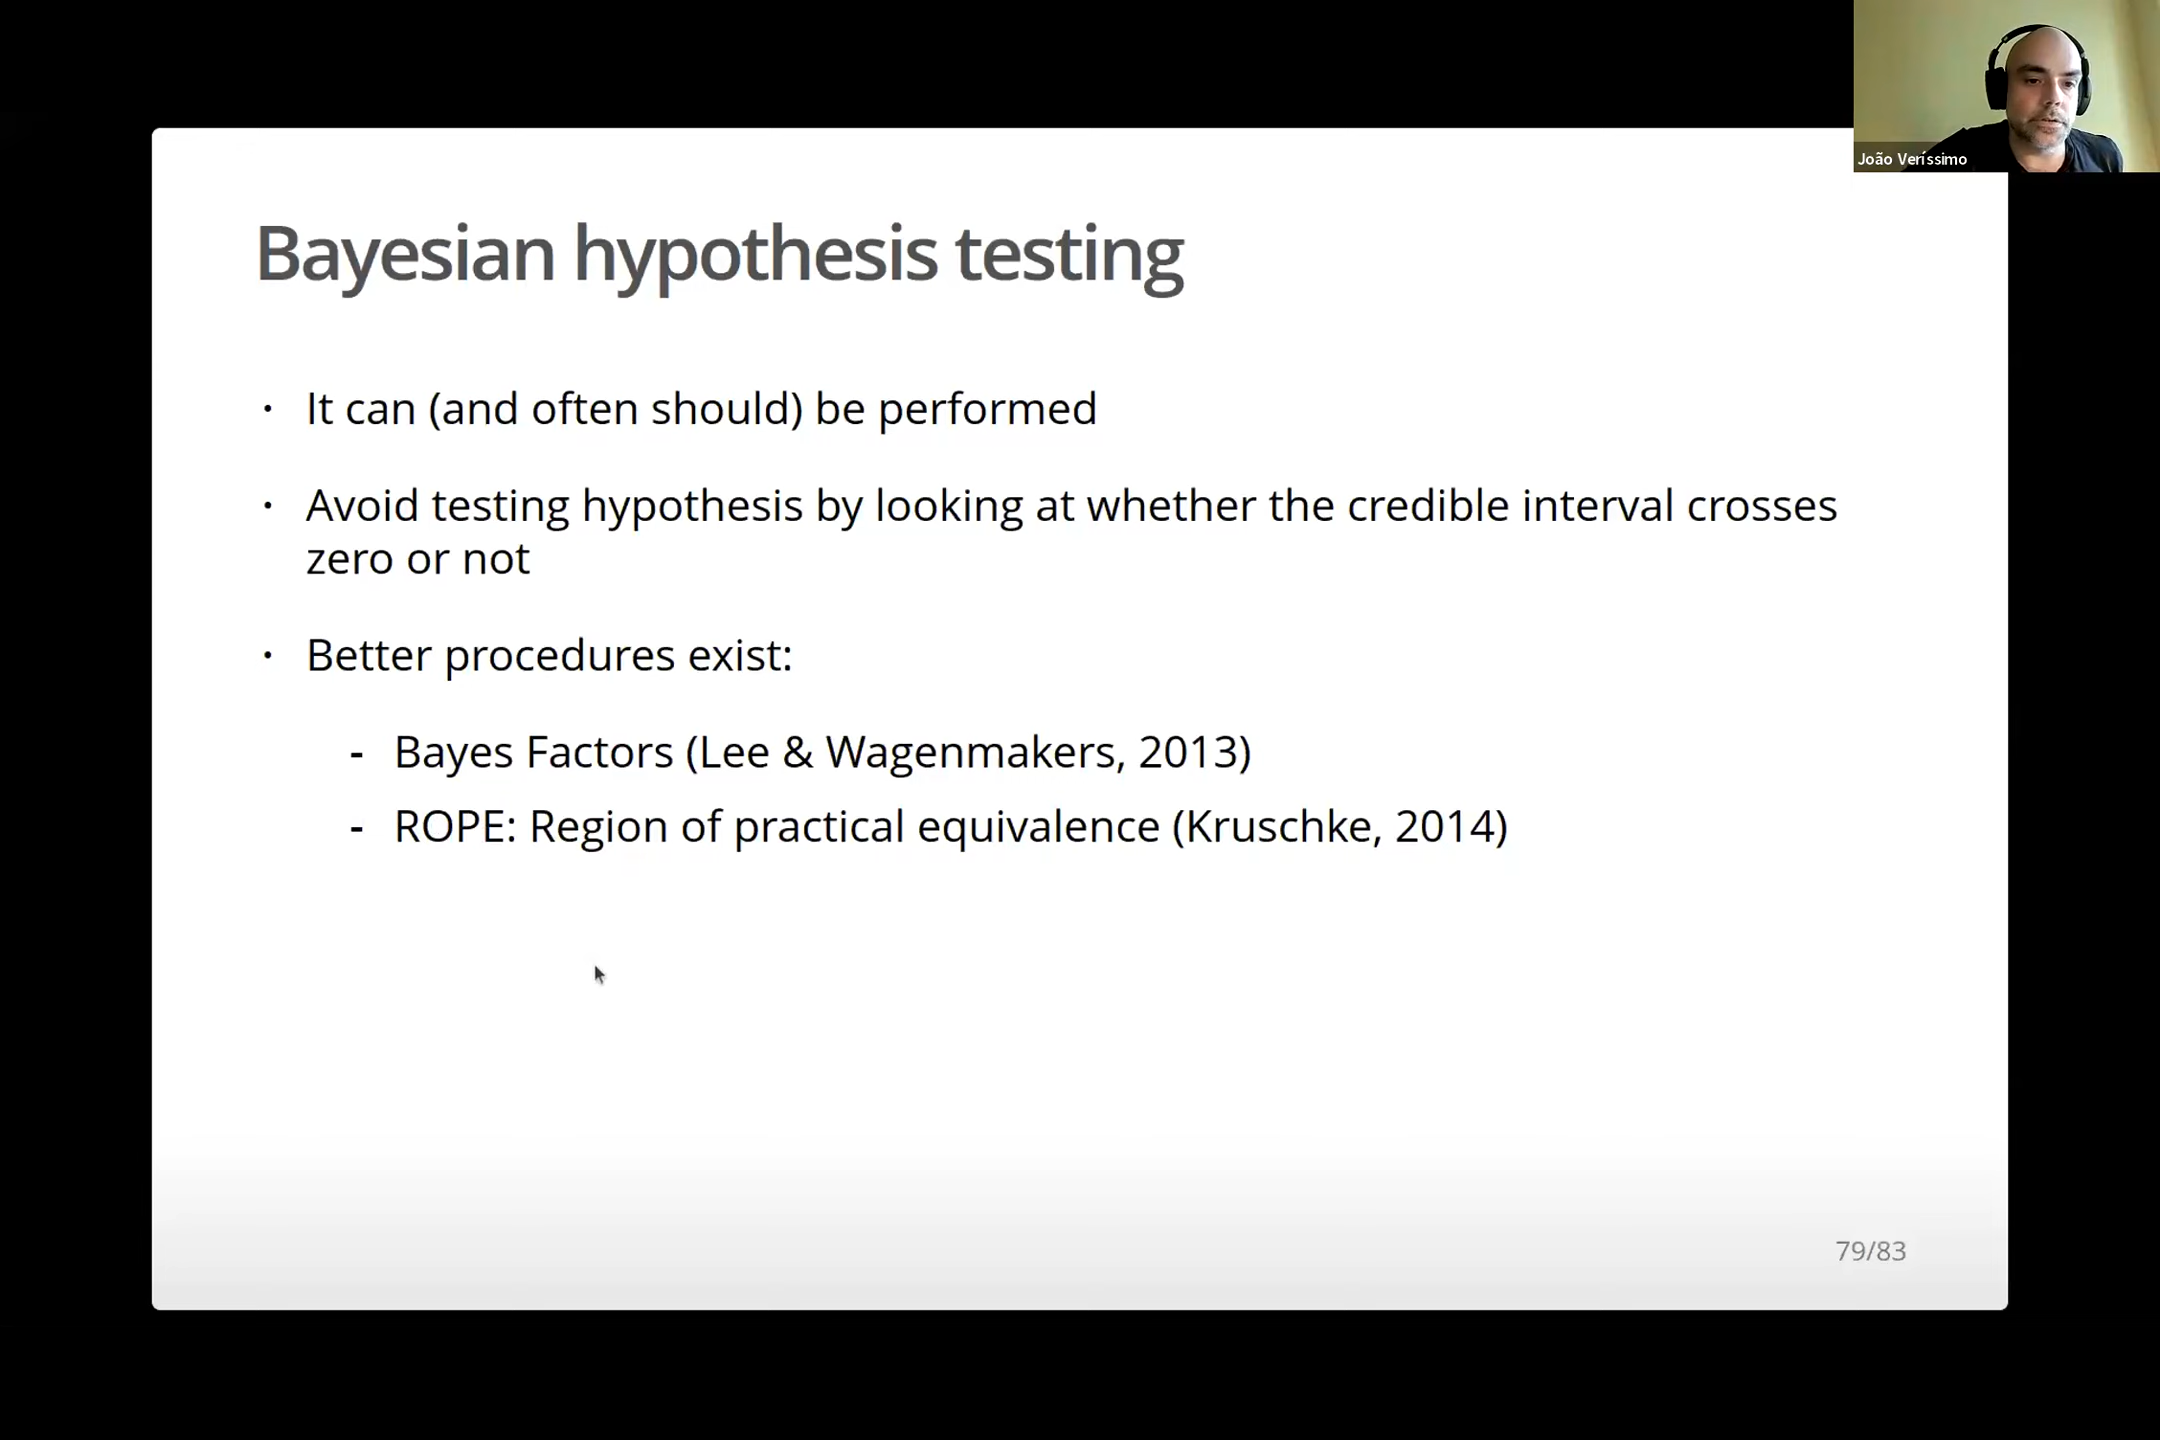 João Veríssimo
Bayesian hypothesis testing
• It can (and often should) be performed
• Avoid testing hypothesis by looking at whether the credible interval crosses
zero or not
• Better procedures exist:
- Bayes Factors (Lee & Wagenmakers, 2013)
- ROPE: Region of practical equivalence (Kruschke, 2014)
79/83